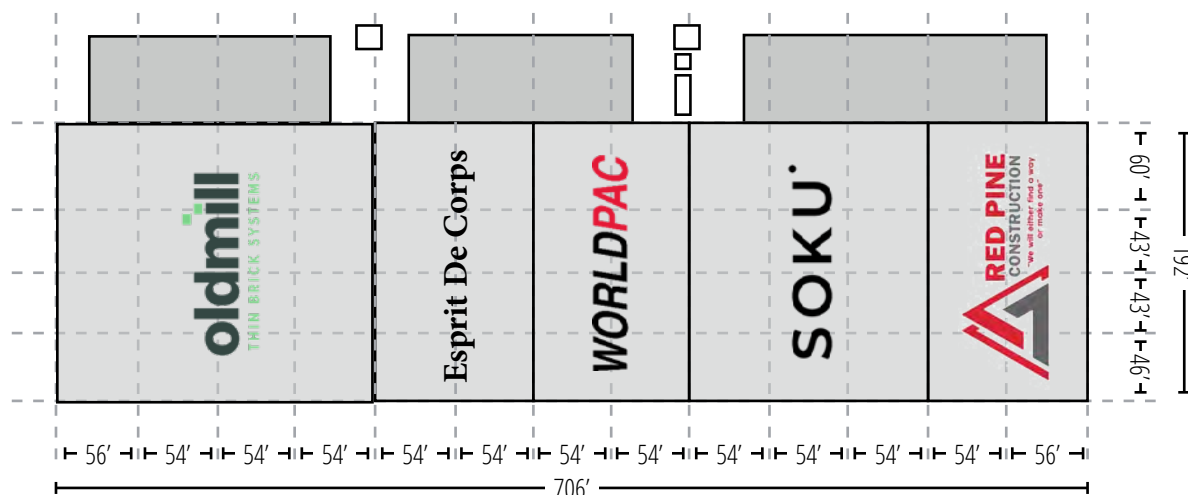 oldmill
THIN BRICK SYSTEMS
Esprit De Corps
WORLDPAC
SOKU
RED PINE
CONSTRUCTION
"We will either find a way
or make one"
60'
43'
43'
46'
192'
56' 54' 54' 54' 54' 54' 54' 54' 54' 54' 54' 54' 56'
706'